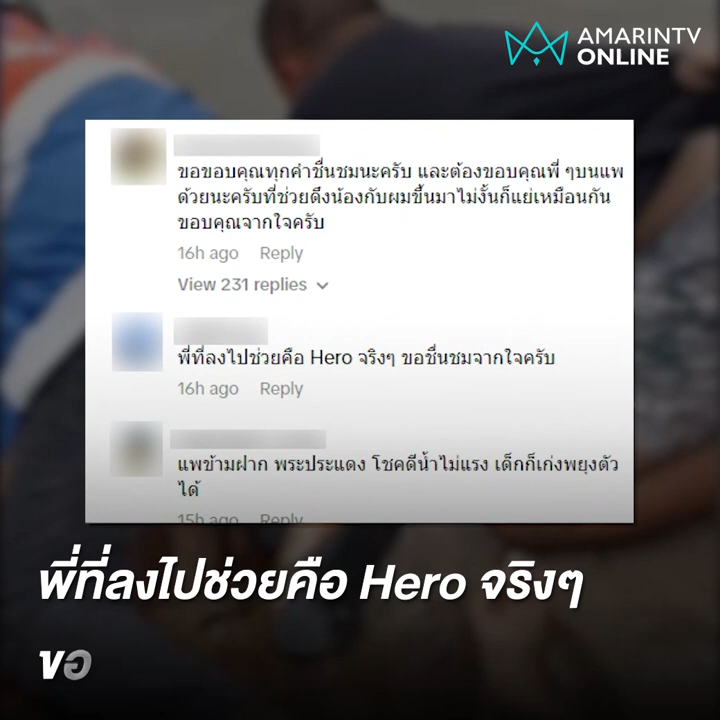 AMARINTV
ONLINE
ขอขอบคุณทุกคำชื่นชมนะครับ และต้องขอบคุณพี่ ๆบนแพ
ด้วยนะครับที่ช่วยดึงน้องกับผมขึ้นมาไม่งั้นก็แย่เหมือนกัน
ขอบคุณจากใจครับ
16h ago Reply
View 231 replies
พี่ที่ลงไปช่วยคือ Hero จริงๆ ขอชื่นชมจากใจครับ
16h ago Reply
แพข้ามฝาก พระประแดง โชคดีน้ำไม่แรง เด็กก็เก่งพยุงตัว
ได้
15h ago Reply
พี่ที่ลงไปช่วยคือ Hero จริงๆ
ขอ